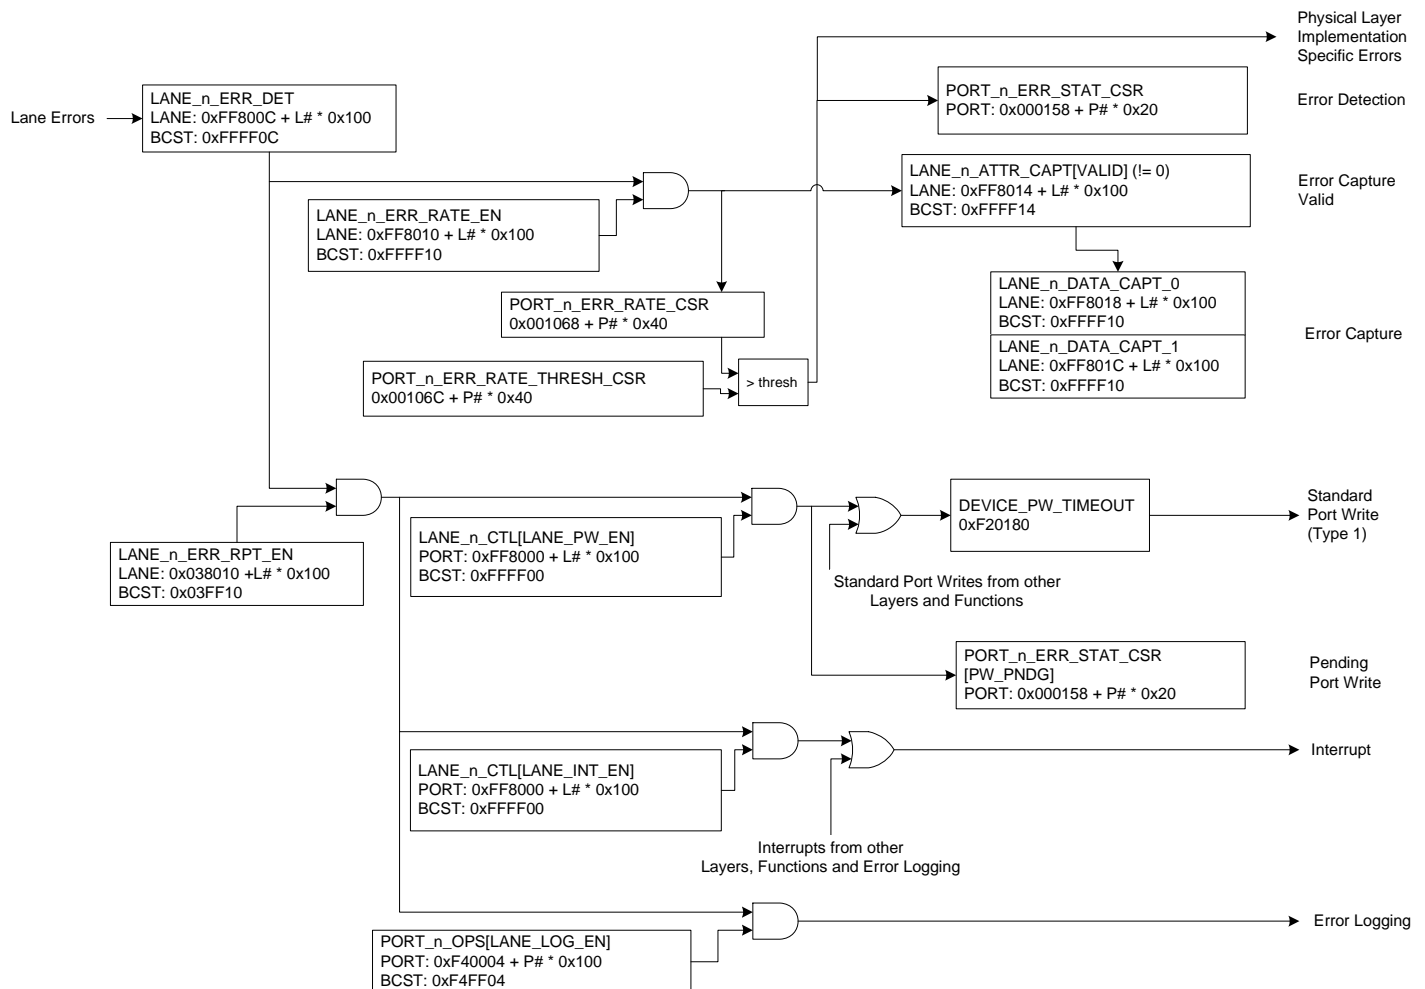 Physical Layer
Implementation
Specific Errors
Lane Errors
LANE_n_ERR_DET
LANE: 0xFF800C + L# * 0x100
BCST: 0xFFFF0C
PORT_n_ERR_STAT_CSR
PORT: 0x000158 + P# * 0x20
Error Detection
LANE_n_ERR_RATE_EN
LANE: 0xFF8010 + L# * 0x100
BCST: 0xFFFF10
LANE_n_ATTR_CAPT[VALID] (!= 0)
LANE: 0xFF8014 + L# * 0x100
BCST: 0xFFFF14
Error Capture
Valid
PORT_n_ERR_RATE_CSR
0x001068 + P# * 0x40
LANE_n_DATA_CAPT_0
LANE: 0xFF8018 + L# * 0x100
BCST: 0xFFFF10
LANE_n_DATA_CAPT_1
LANE: 0xFF801C + L# * 0x100
BCST: 0xFFFF10
Error Capture
PORT_n_ERR_RATE_THRESH_CSR
0x00106C + P# * 0x40
> thresh
LANE_n_ERR_RPT_EN
LANE: 0x038010 +L# * 0x100
BCST: 0x03FF10
LANE_n_CTL[LANE_PW_EN]
PORT: 0xFF8000 + L# * 0x100
BCST: 0xFFFF00
DEVICE_PW_TIMEOUT
0xF20180
Standard
Port Write
(Type 1)
Standard Port Writes from other
Layers and Functions
PORT_n_ERR_STAT_CSR
[PW_PNDG]
PORT: 0x000158 + P# * 0x20
Pending
Port Write
LANE_n_CTL[LANE_INT_EN]
PORT: 0xFF8000 + L# * 0x100
BCST: 0xFFFF00
Interrupt
Interrupts from other
Layers, Functions and Error Logging
PORT_n_OPS[LANE_LOG_EN]
PORT: 0xF40004 + P# * 0x100
BCST: 0xF4FF04
Error Logging